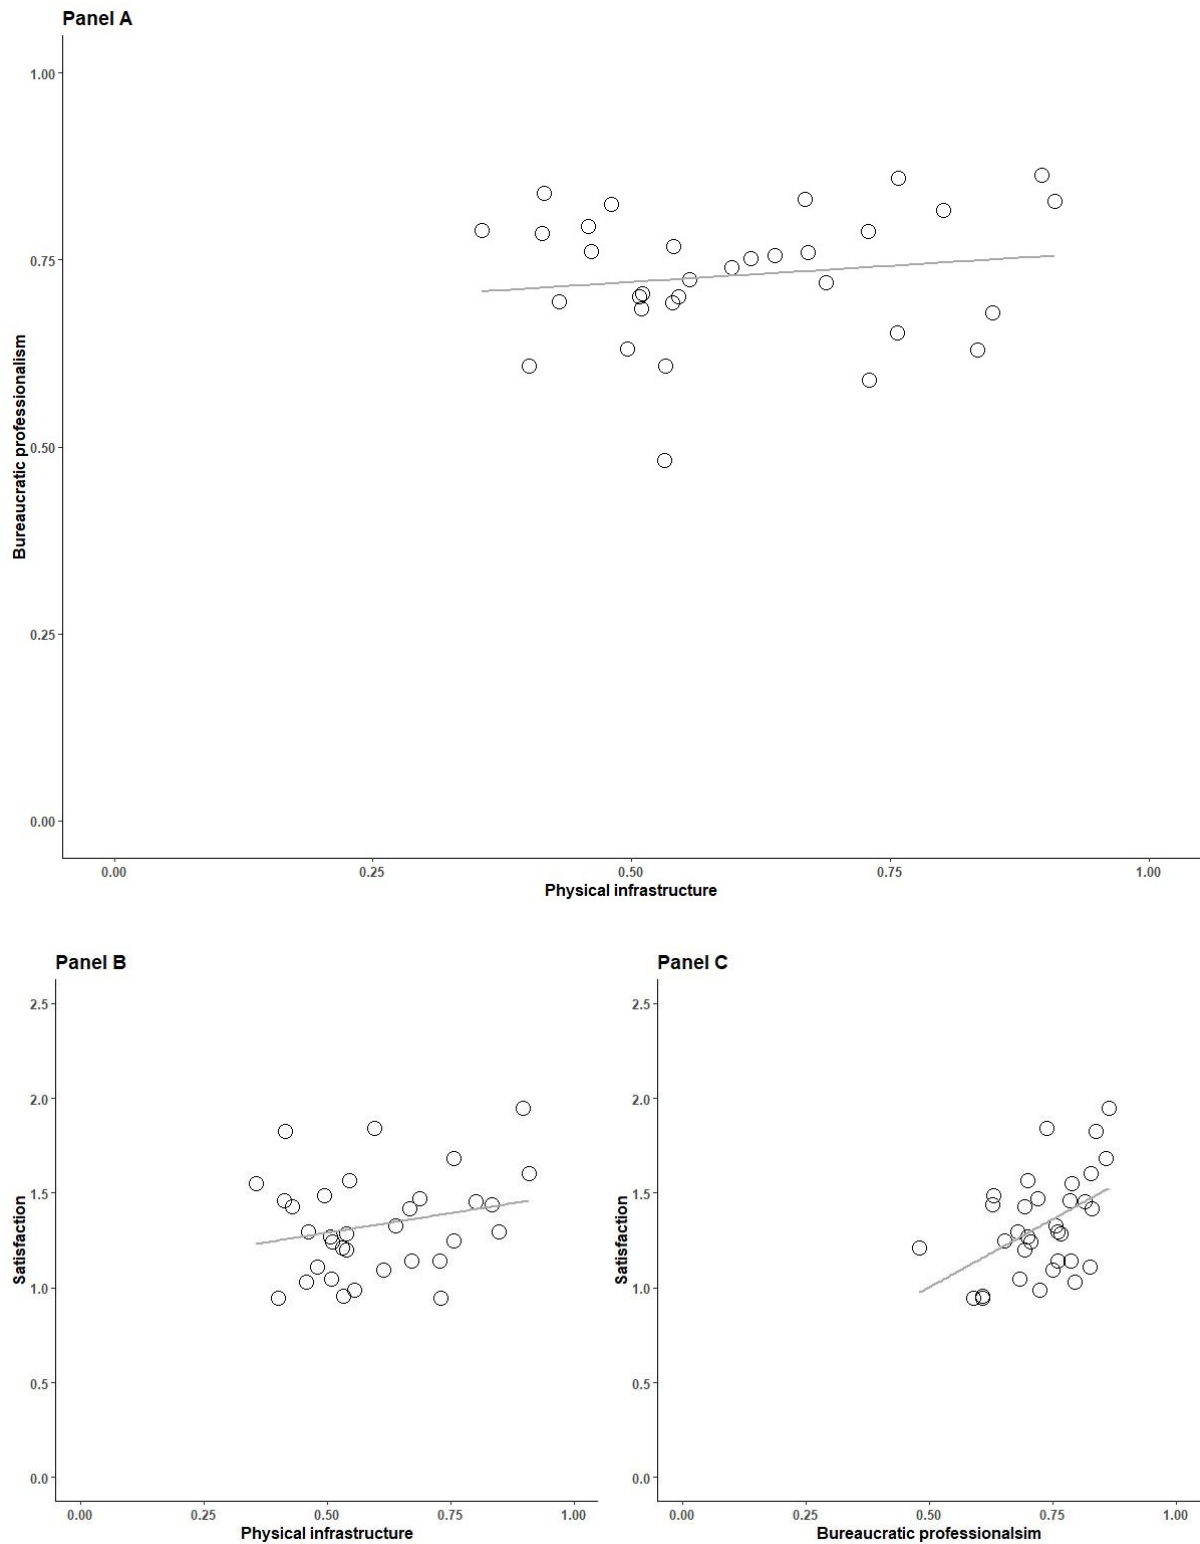 Panel A
1.00
0.75
0.50
0.25
0.00
Bureaucratic professionalism
0.00 0.25 0.50 0.75 1.00
Physical infrastructure
Panel B
2.5
2.0
1.5
1.0
0.5
0.0
Satisfaction
0.00 0.25 0.50 0.75 1.00
Physical infrastructure
Panel C
2.5
2.0
1.5
1.0
0.5
0.0
Satisfaction
0.00 0.25 0.50 0.75 1.00
Bureaucratic professionalsim